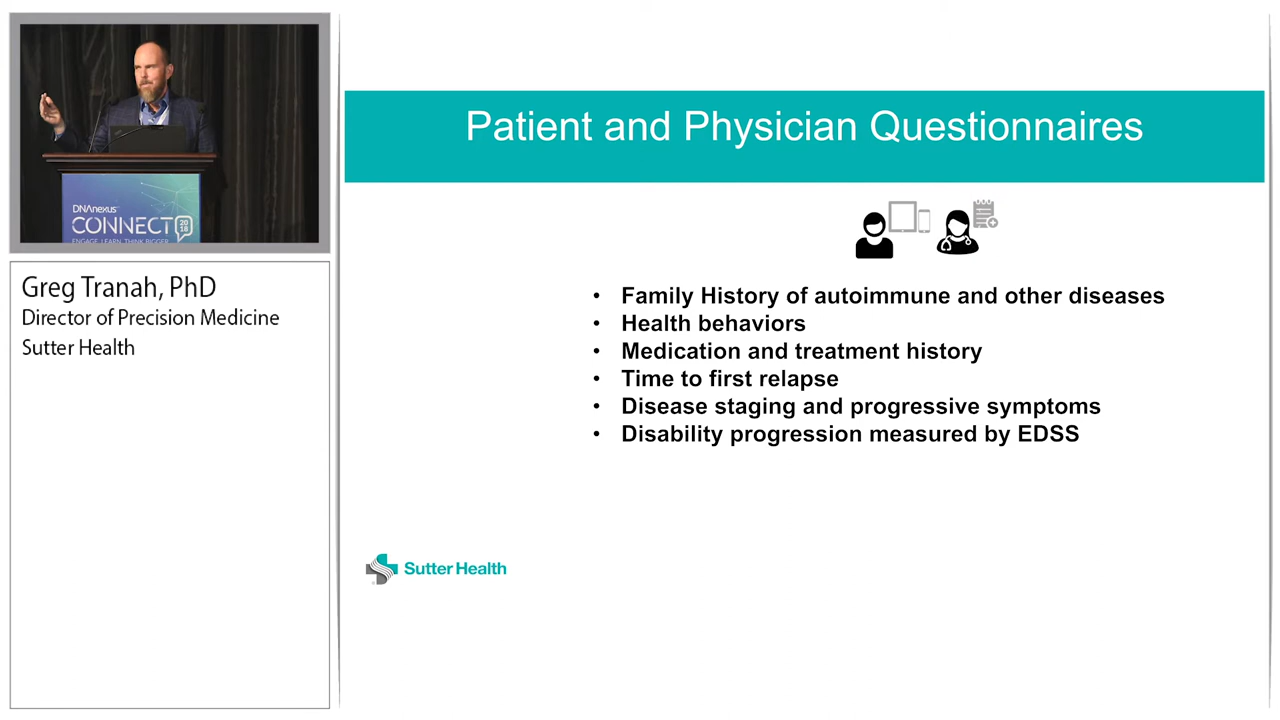 DNAnexus
CONNECT 2018
ENGAGE. LEARN. THINK BIGGER.
Greg Tranah, PhD
Director of Precision Medicine
Sutter Health
Patient and Physician Questionnaires
• Family History of autoimmune and other diseases
• Health behaviors
• Medication and treatment history
• Time to first relapse
• Disease staging and progressive symptoms
• Disability progression measured by EDSS
Sutter Health